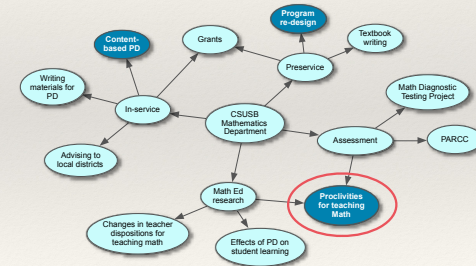 Program
re-design
Content-
based PD
Grants
Textbook
writing
Preservice
Writing
materials for
PD
In-service
Math Diagnostic
Testing Project
CSUSB
Mathematics
Department
Assessment
PARCC
Advising to
local districts
Math Ed
research
Proclivities
for teaching
Math
Changes in teacher
dispositions for
teaching math
Effects of PD on
student learning